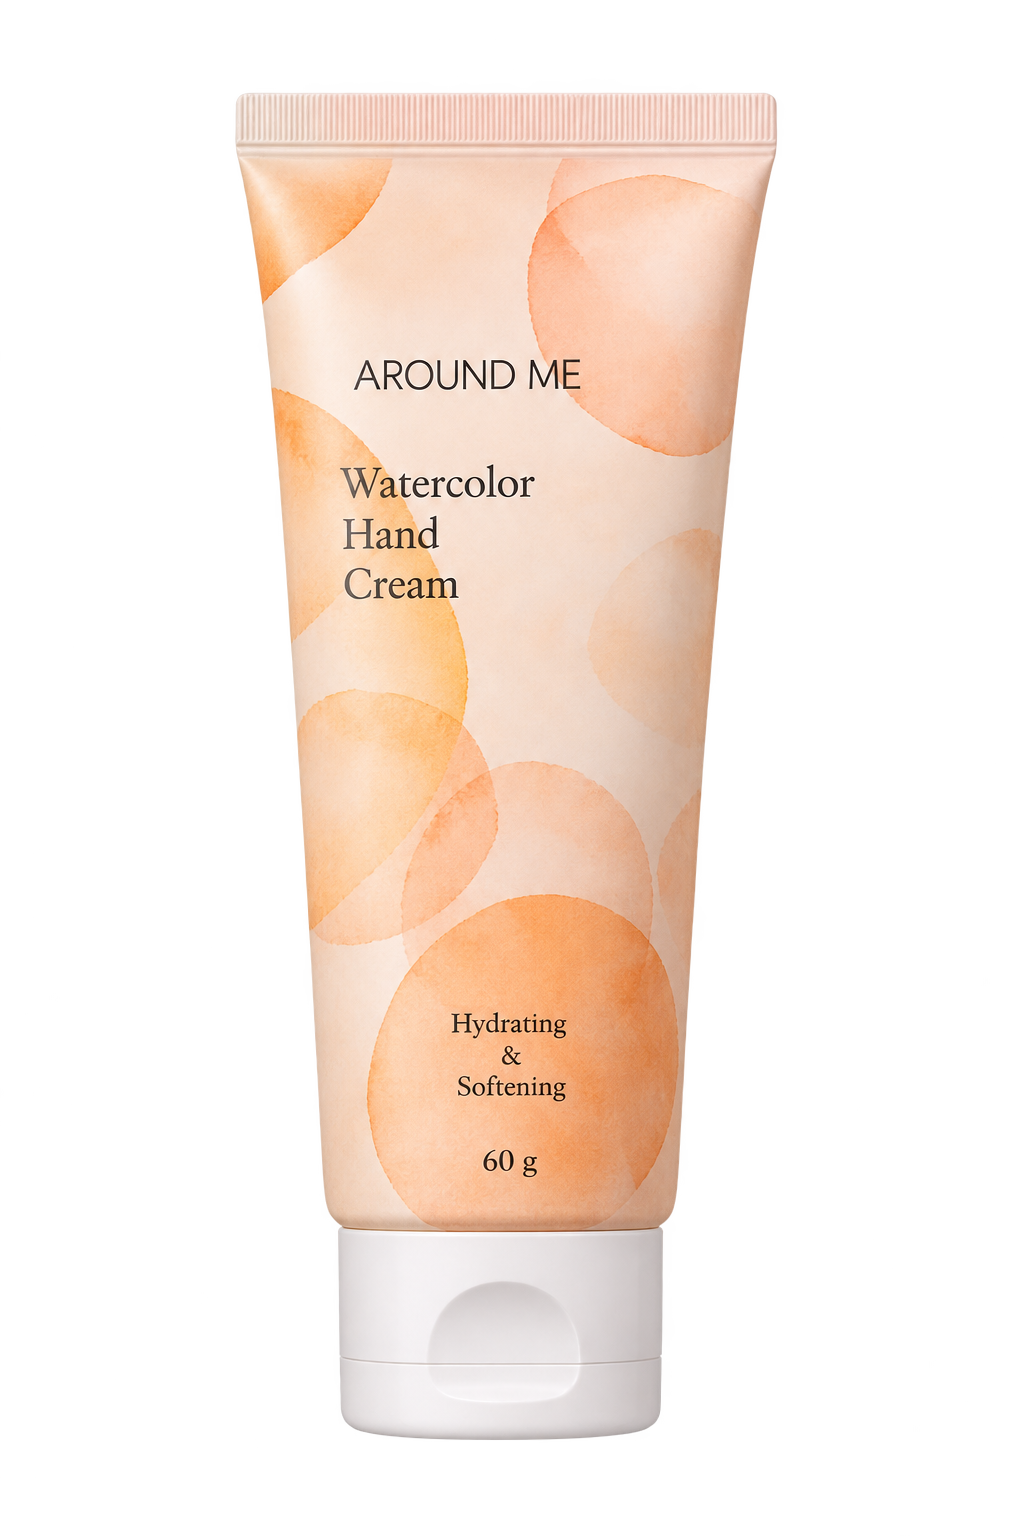 AROUND ME
Watercolor
Hand
Cream
Hydrating
&
Softening
60 g